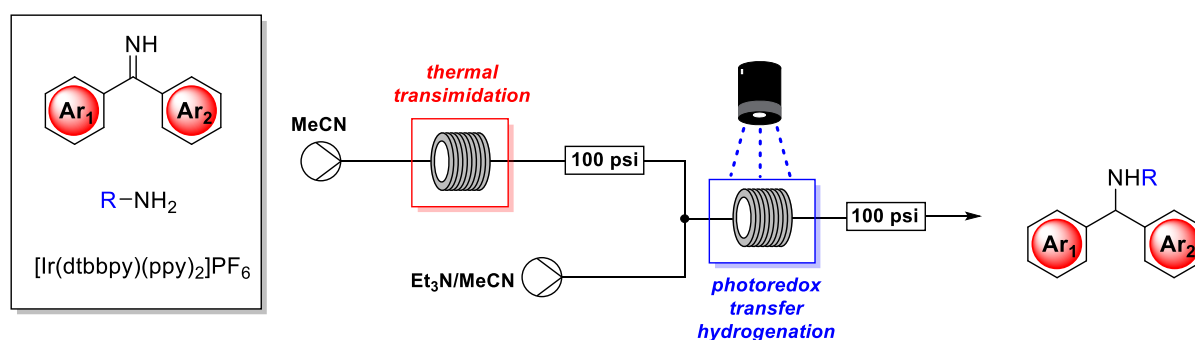 NH
Ar1
Ar2
R–NH2
[Ir(dtbbpy)(ppy)2]PF6
MeCN
thermal
transimidation
100 psi
Et3N/MeCN
photoredox
transfer
hydrogenation
100 psi
NHR
Ar1
Ar2